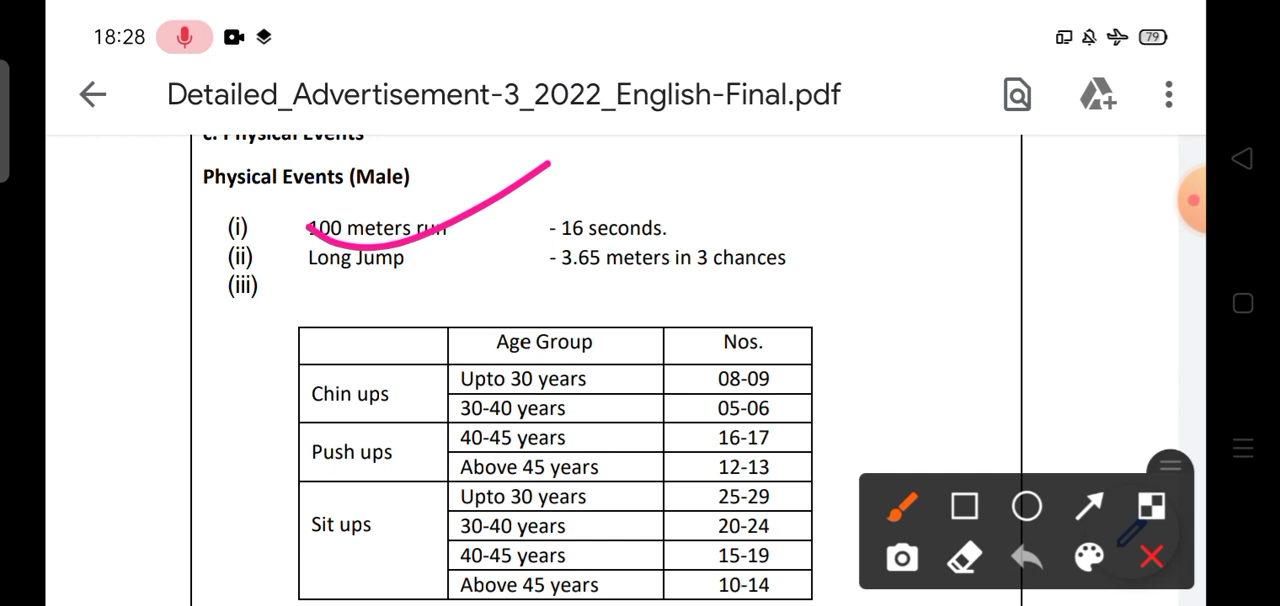 18:28
79
Detailed_Advertisement-3_2022_English-Final.pdf
c. Physical Events
Physical Events (Male)
(i) 100 meters run - 16 seconds.
(ii) Long Jump - 3.65 meters in 3 chances
(iii)
Age Group Nos.
Chin ups Upto 30 years 08-09
30-40 years 05-06
Push ups 40-45 years 16-17
Above 45 years 12-13
Sit ups Upto 30 years 25-29
30-40 years 20-24
40-45 years 15-19
Above 45 years 10-14